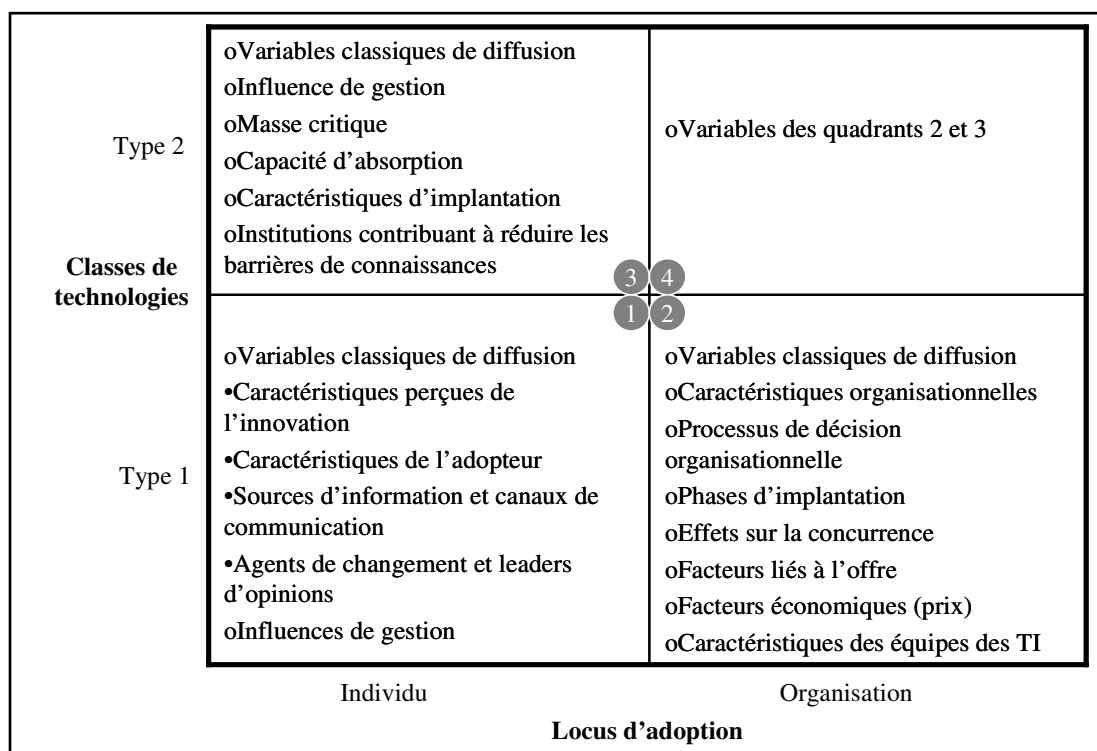 Type 2
oVariables classiques de diffusion
oInfluence de gestion
oMasse critique
oCapacité d’absorption
oCaractéristiques d’implantation
oInstitutions contribuant à réduire les
barrières de connaissances
oVariables des quadrants 2 et 3
Classes de
technologies
3 4
1 2
Type 1
oVariables classiques de diffusion
•Caractéristiques perçues de
l’innovation
•Caractéristiques de l’adopteur
•Sources d’information et canaux de
communication
•Agents de changement et leaders
d’opinions
oInfluences de gestion
oVariables classiques de diffusion
oCaractéristiques organisationnelles
oProcessus de décision
organisationnelle
oPhases d’implantation
oEffets sur la concurrence
oFacteurs liés à l’offre
oFacteurs économiques (prix)
oCaractéristiques des équipes des TI
Individu
Organisation
Locus d’adoption